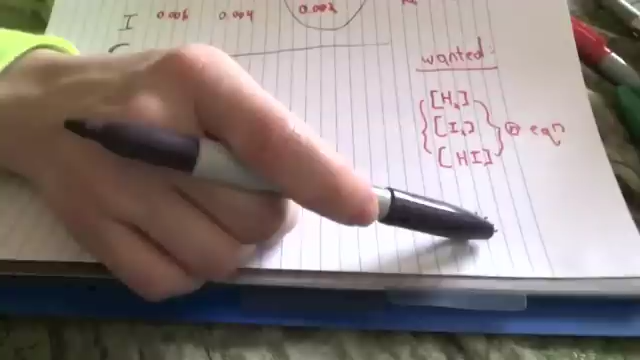 I 0.006 0.004 0.002
wanted:
[H₂]
[I₂] @ eqn
[HI]